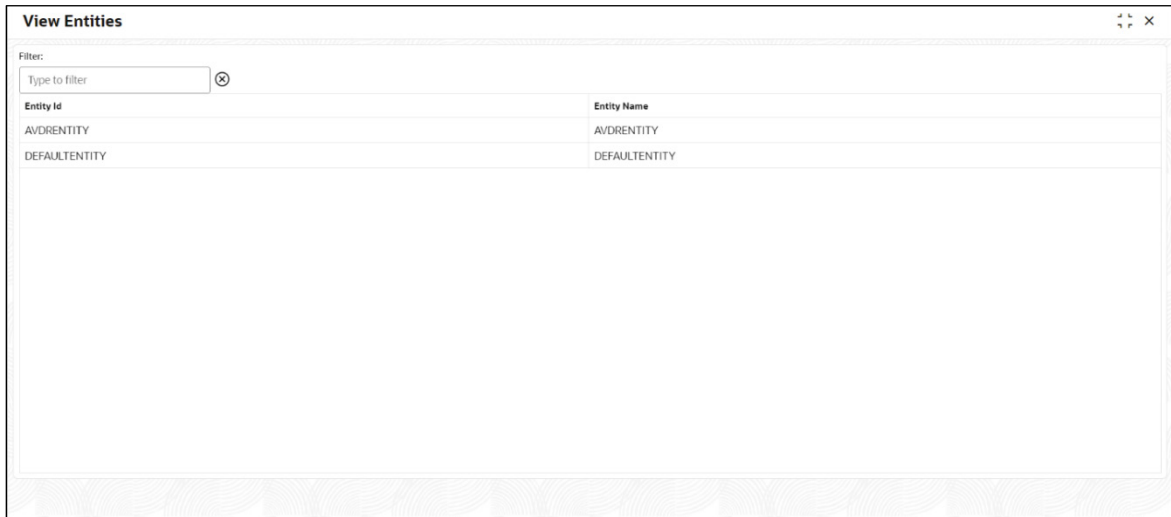 View Entities
Filter:
Type to filter
Entity Id Entity Name
AVDRENTITY AVDRENTITY
DEFAULTENTITY DEFAULTENTITY